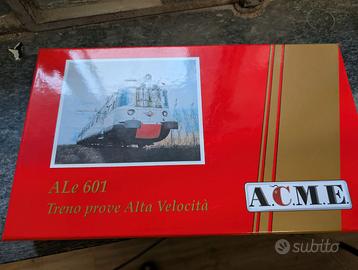 ALe 601
Treno prove Alta Velocità
A.C.M.E.
subito